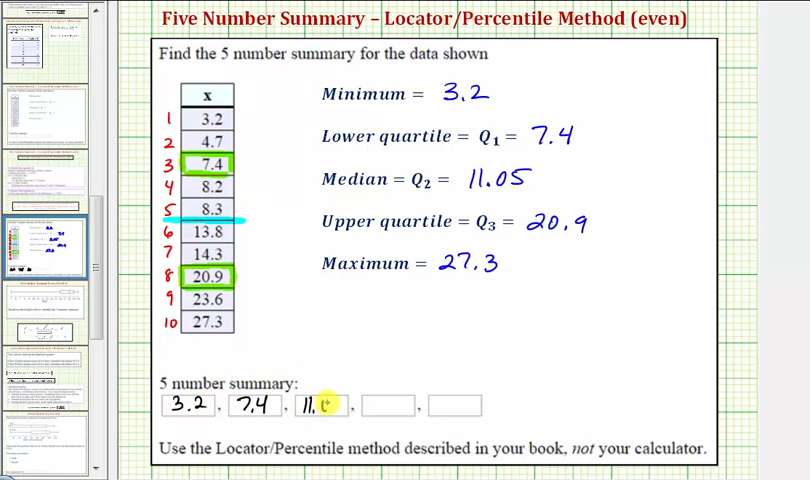 Five Number Summary – Locator/Percentile Method (even)
Find the 5 number summary for the data shown
x
1 3.2
2 4.7
3 7.4
4 8.2
5 8.3
6 13.8
7 14.3
8 20.9
9 23.6
10 27.3
Minimum = 3.2
Lower quartile = Q₁ = 7.4
Median = Q₂ = 11.05
Upper quartile = Q₃ = 20.9
Maximum = 27.3
5 number summary:
3.2 , 7.4 , 11. , ,
Use the Locator/Percentile method described in your book, not your calculator.